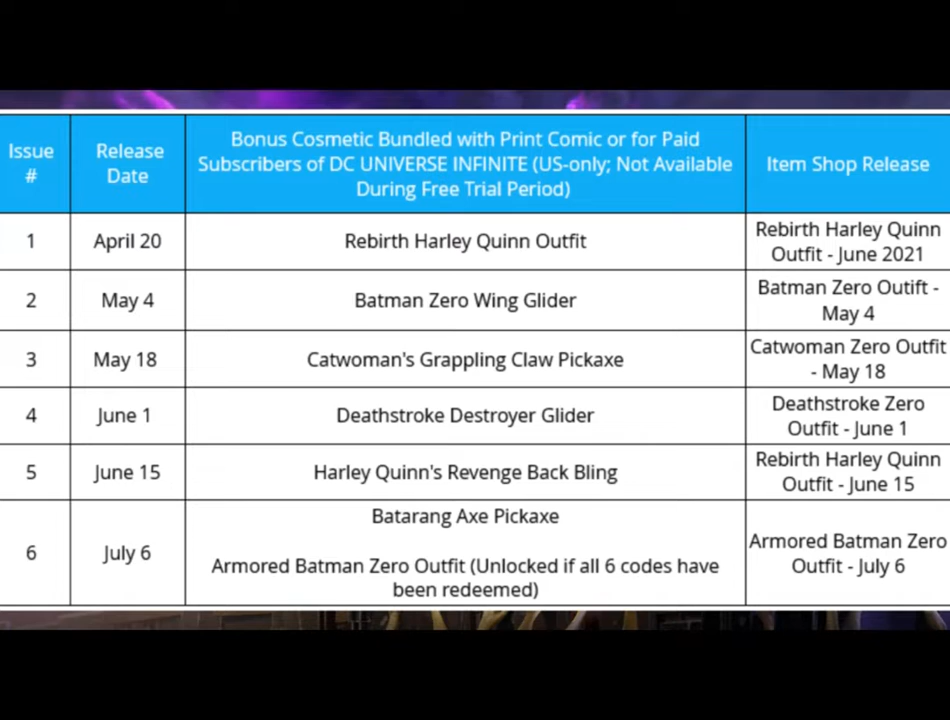 Issue
#
Release
Date
Bonus Cosmetic Bundled with Print Comic or for Paid
Subscribers of DC UNIVERSE INFINITE (US-only; Not Available
During Free Trial Period)
Item Shop Release
1
April 20
Rebirth Harley Quinn Outfit
Rebirth Harley Quinn
Outfit - June 2021
2
May 4
Batman Zero Wing Glider
Batman Zero Outift -
May 4
3
May 18
Catwoman's Grappling Claw Pickaxe
Catwoman Zero Outfit
- May 18
4
June 1
Deathstroke Destroyer Glider
Deathstroke Zero
Outfit - June 1
5
June 15
Harley Quinn's Revenge Back Bling
Rebirth Harley Quinn
Outfit - June 15
6
July 6
Batarang Axe Pickaxe
Armored Batman Zero Outfit (Unlocked if all 6 codes have
been redeemed)
Armored Batman Zero
Outfit - July 6